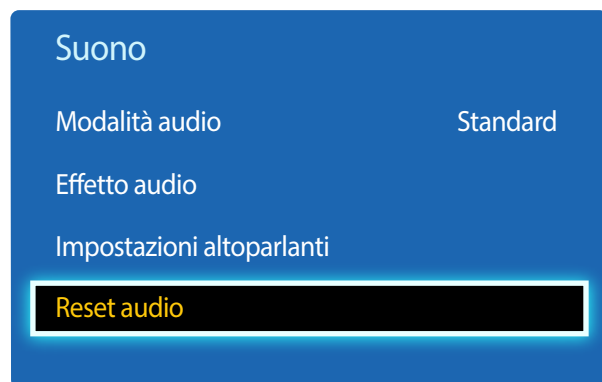 Suono
Modalità audio Standard
Effetto audio
Impostazioni altoparlanti
Reset audio